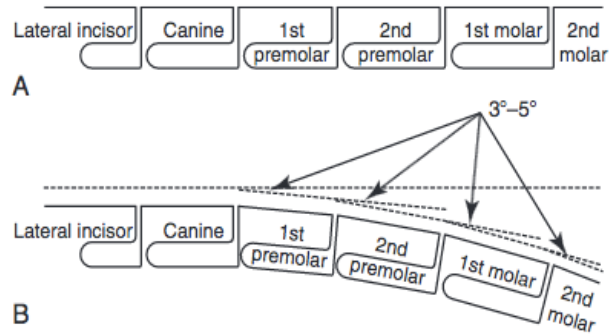 Lateral incisor Canine 1st premolar 2nd premolar 1st molar 2nd molar
A
3°–5°
Lateral incisor Canine 1st premolar 2nd premolar 1st molar 2nd molar
B